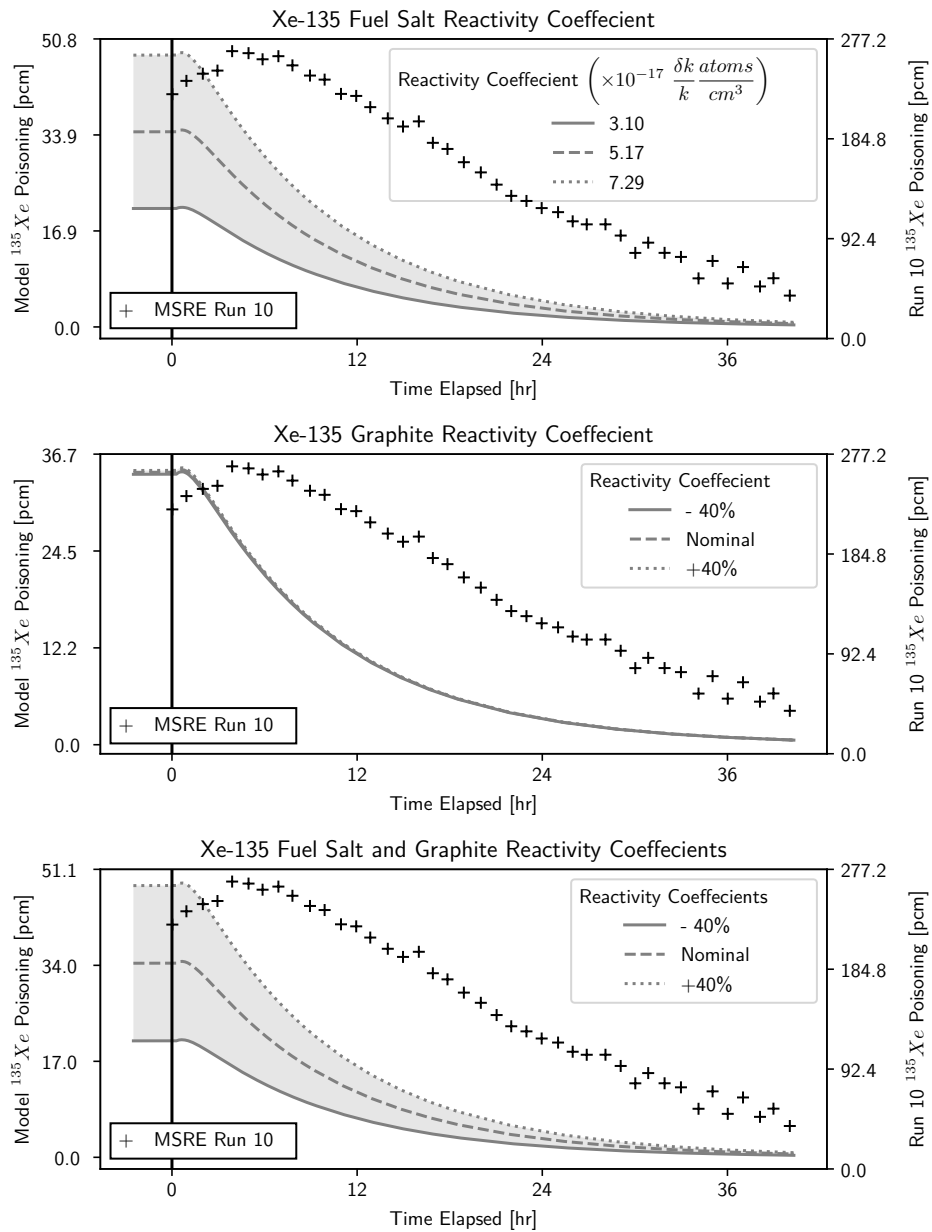 Xe-135 Fuel Salt Reactivity Coeffecient
Model ¹³⁵Xe Poisoning [pcm]
50.8
33.9
16.9
0.0
Reactivity Coeffecient (×10⁻¹⁷ δk/k atoms/cm³)
3.10
5.17
7.29
+ MSRE Run 10
277.2
184.8
92.4
0.0
Run 10 ¹³⁵Xe Poisoning [pcm]
0 12 24 36
Time Elapsed [hr]
Xe-135 Graphite Reactivity Coeffecient
Model ¹³⁵Xe Poisoning [pcm]
36.7
24.5
12.2
0.0
Reactivity Coeffecient
- 40%
Nominal
+40%
+ MSRE Run 10
277.2
184.8
92.4
0.0
Run 10 ¹³⁵Xe Poisoning [pcm]
0 12 24 36
Time Elapsed [hr]
Xe-135 Fuel Salt and Graphite Reactivity Coeffecients
Model ¹³⁵Xe Poisoning [pcm]
51.1
34.0
17.0
0.0
Reactivity Coeffecients
- 40%
Nominal
+40%
+ MSRE Run 10
277.2
184.8
92.4
0.0
Run 10 ¹³⁵Xe Poisoning [pcm]
0 12 24 36
Time Elapsed [hr]